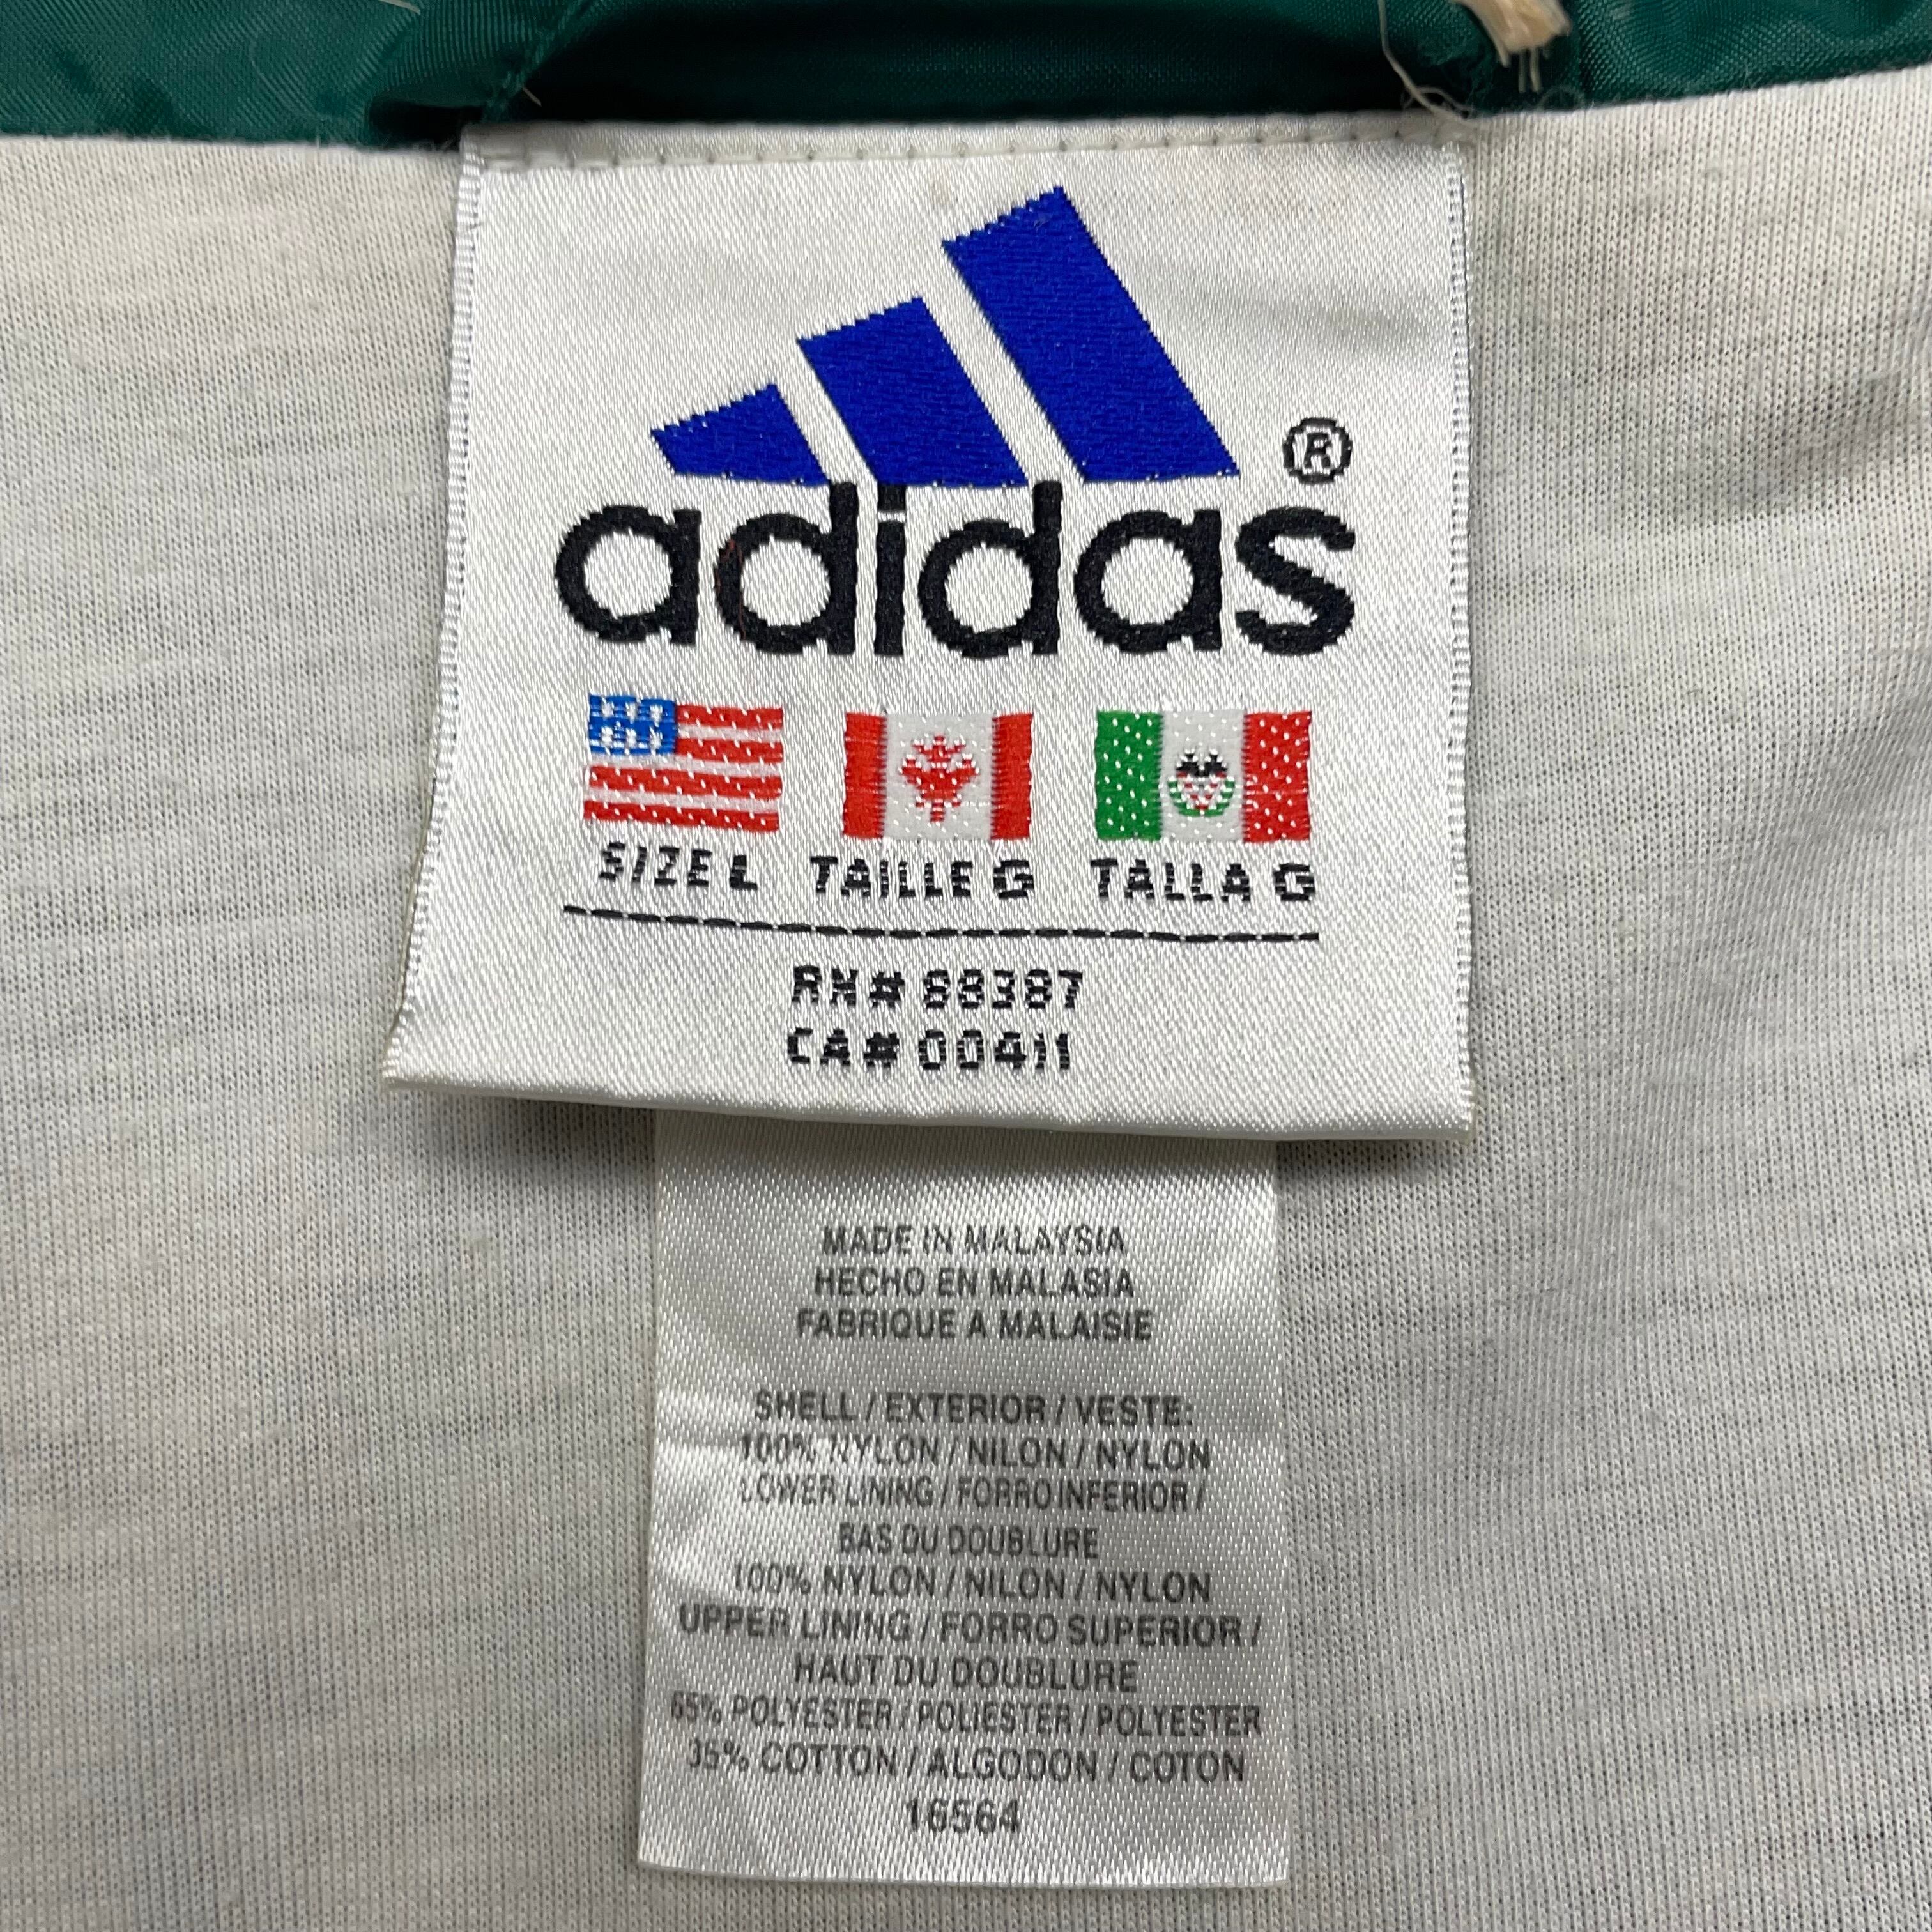 ®
adidas
SIZE L TAILLE G TALLA G
RN# 88387
CA# 00411
MADE IN MALAYSIA
HECHO EN MALASIA
FABRIQUE A MALAISIE
SHELL / EXTERIOR / VESTE:
100% NYLON / NILON / NYLON
LOWER LINING / FORRO INFERIOR /
BAS DU DOUBLURE
100% NYLON / NILON / NYLON
UPPER LINING / FORRO SUPERIOR /
HAUT DU DOUBLURE
65% POLYESTER / POLIESTER / POLYESTER
35% COTTON / ALGODON / COTON
16564